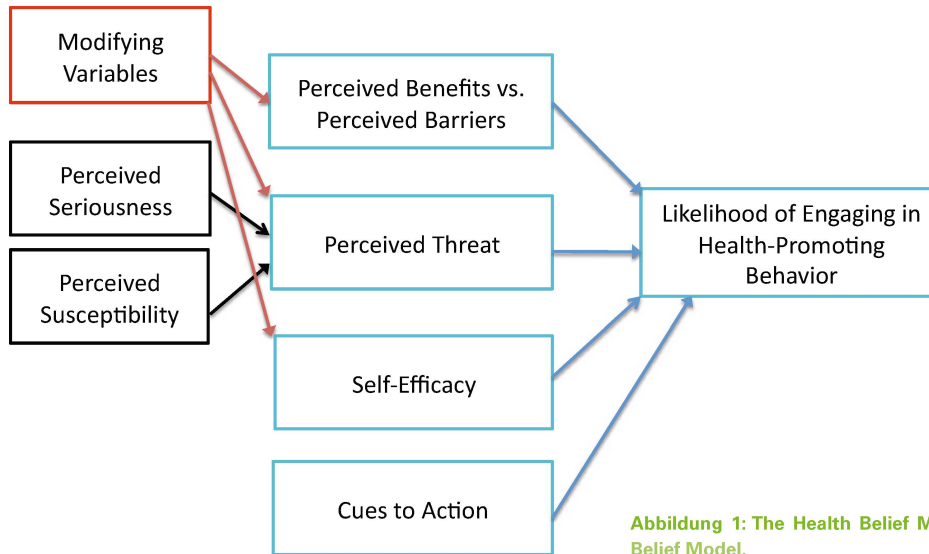 Modifying
Variables
Perceived Benefits vs.
Perceived Barriers
Perceived
Seriousness
Perceived Threat
Likelihood of Engaging in
Health-Promoting
Behavior
Perceived
Susceptibility
Self-Efficacy
Cues to Action
Abbildung 1: The Health Belief M
Belief Model.